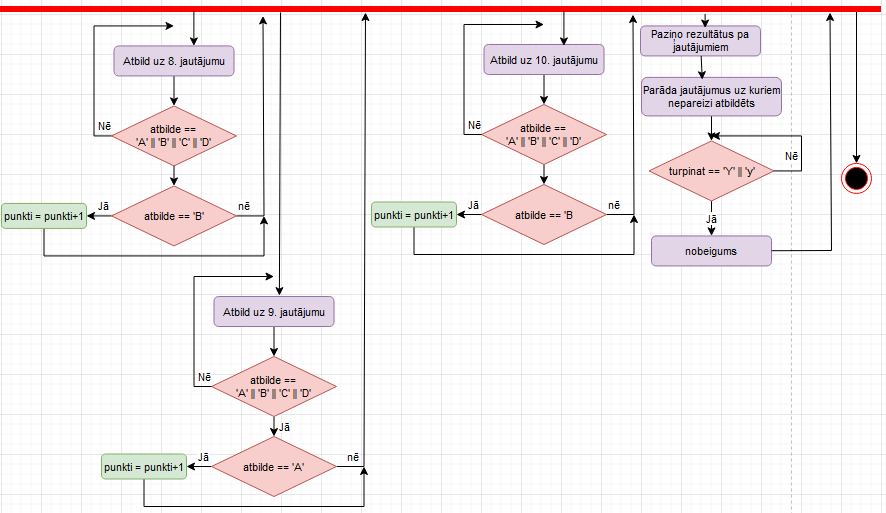 Atbild uz 8. jautājumu
Nē
atbilde ==
'A' || 'B' || 'C' || 'D'
Jā
nē
punkti = punkti+1
atbilde == 'B'
Atbild uz 9. jautājumu
Nē
atbilde ==
'A' || 'B' || 'C' || 'D'
Jā
Jā
nē
punkti = punkti+1
atbilde == 'A'
Atbild uz 10. jautājumu
Nē
atbilde ==
'A' || 'B' || 'C' || 'D'
Jā
nē
punkti = punkti+1
atbilde == 'B
Paziņo rezultātus pa
jautājumiem
Parāda jautājumus uz kuriem
nepareizi atbildēts
Nē
turpinat == 'Y' || 'y'
Jā
nobeigums